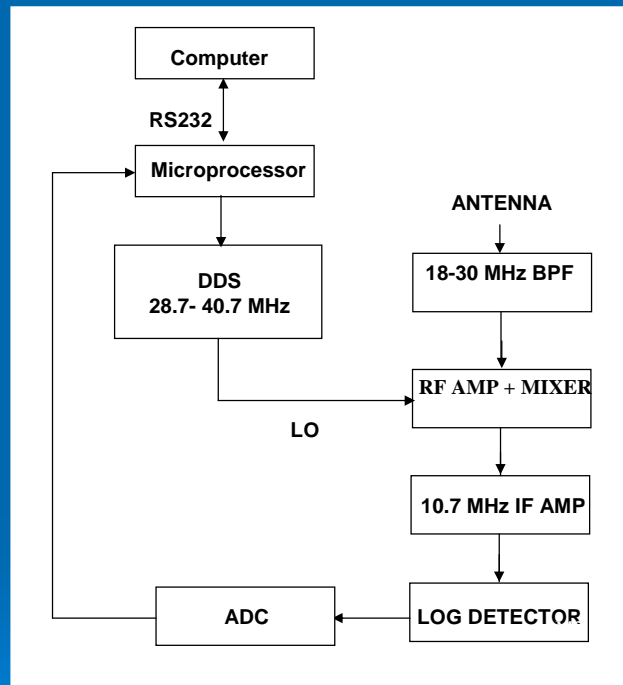 Computer
RS232
Microprocessor
ANTENNA
DDS
28.7- 40.7 MHz
18-30 MHz BPF
RF AMP + MIXER
LO
10.7 MHz IF AMP
ADC
LOG DETECTOR